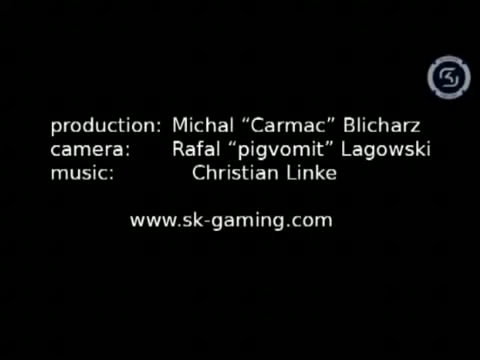 production: Michal “Carmac” Blicharz
camera: Rafal “pigvomit” Lagowski
music: Christian Linke
www.sk-gaming.com